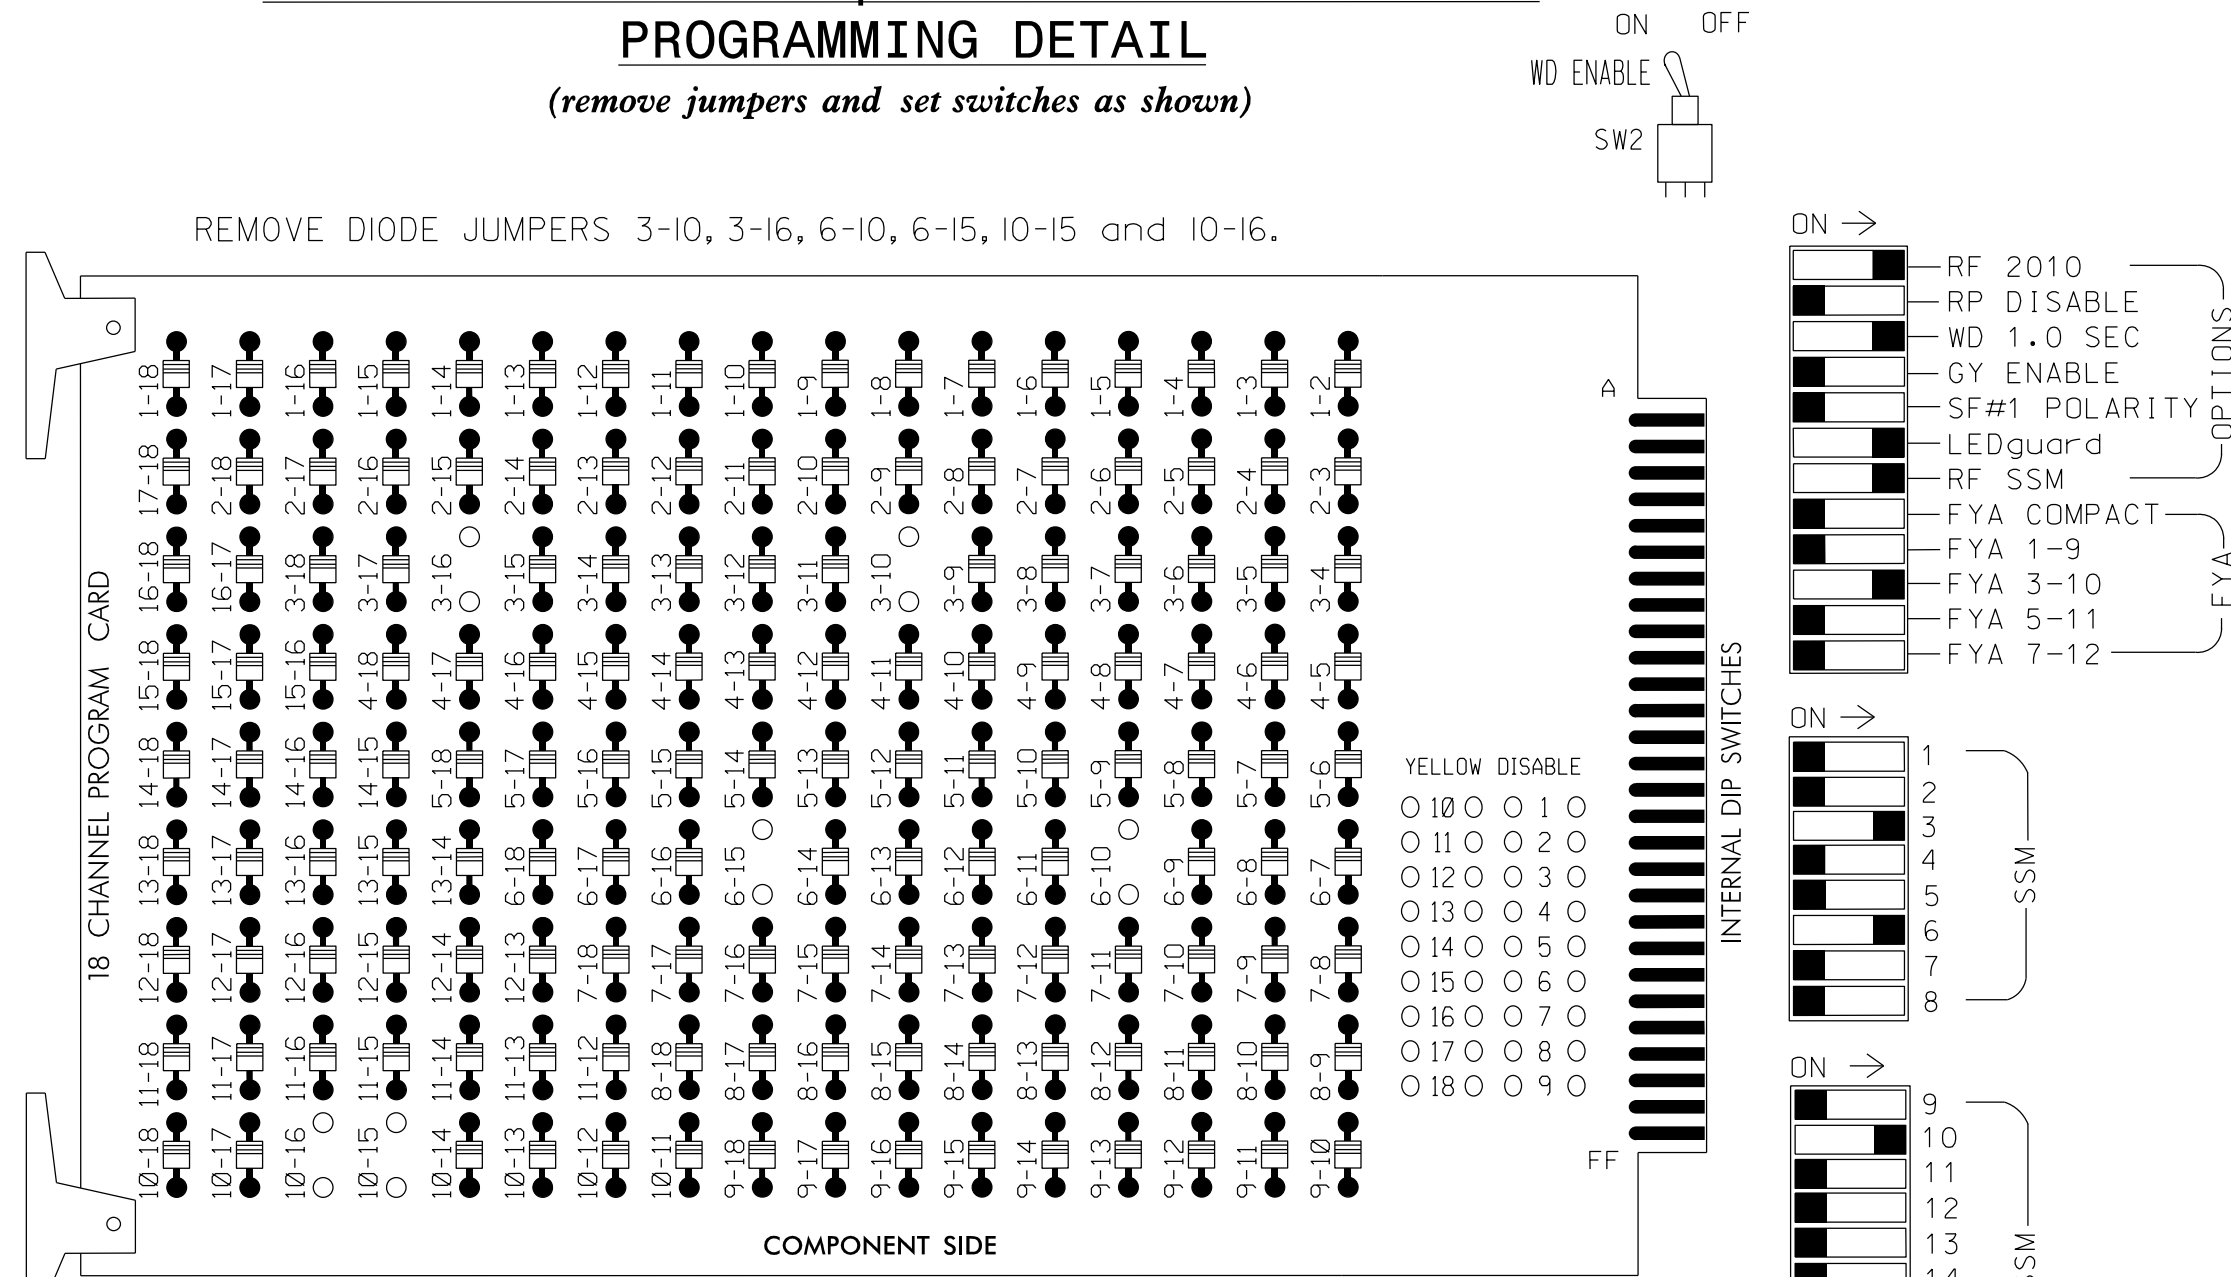 PROGRAMMING DETAIL
(remove jumpers and set switches as shown)
ON OFF
WD ENABLE
SW2
REMOVE DIODE JUMPERS 3-10, 3-16, 6-10, 6-15, 10-15 and 10-16.
18 CHANNEL PROGRAM CARD
1-18 1-17 1-16 1-15 1-14 1-13 1-12 1-11 1-10 1-9 1-8 1-7 1-6 1-5 1-4 1-3 1-2
17-18 2-18 2-17 2-16 2-15 2-14 2-13 2-12 2-11 2-10 2-9 2-8 2-7 2-6 2-5 2-4 2-3
16-18 16-17 3-18 3-17 3-16 3-15 3-14 3-13 3-12 3-11 3-10 3-9 3-8 3-7 3-6 3-5 3-4
15-18 15-17 15-16 4-18 4-17 4-16 4-15 4-14 4-13 4-12 4-11 4-10 4-9 4-8 4-7 4-6 4-5
14-18 14-17 14-16 14-15 5-18 5-17 5-16 5-15 5-14 5-13 5-12 5-11 5-10 5-9 5-8 5-7 5-6
13-18 13-17 13-16 13-15 13-14 6-18 6-17 6-16 6-15 6-14 6-13 6-12 6-11 6-10 6-9 6-8 6-7
12-18 12-17 12-16 12-15 12-14 12-13 7-18 7-17 7-16 7-15 7-14 7-13 7-12 7-11 7-10 7-9 7-8
11-18 11-17 11-16 11-15 11-14 11-13 11-12 8-18 8-17 8-16 8-15 8-14 8-13 8-12 8-11 8-10 8-9
10-18 10-17 10-16 10-15 10-14 10-13 10-12 10-11 9-18 9-17 9-16 9-15 9-14 9-13 9-12 9-11 9-10
COMPONENT SIDE
YELLOW DISABLE
10 1
11 2
12 3
13 4
14 5
15 6
16 7
17 8
18 9
A
FF
INTERNAL DIP SWITCHES
ON
RF 2010
RP DISABLE
WD 1.0 SEC
GY ENABLE
SF#1 POLARITY
LEDguard
RF SSM
OPTIONS
FYA COMPACT
FYA 1-9
FYA 3-10
FYA 5-11
FYA 7-12
FYA
ON
1
2
3
4
5
6
7
8
SSM
ON
9
10
11
12
13
14